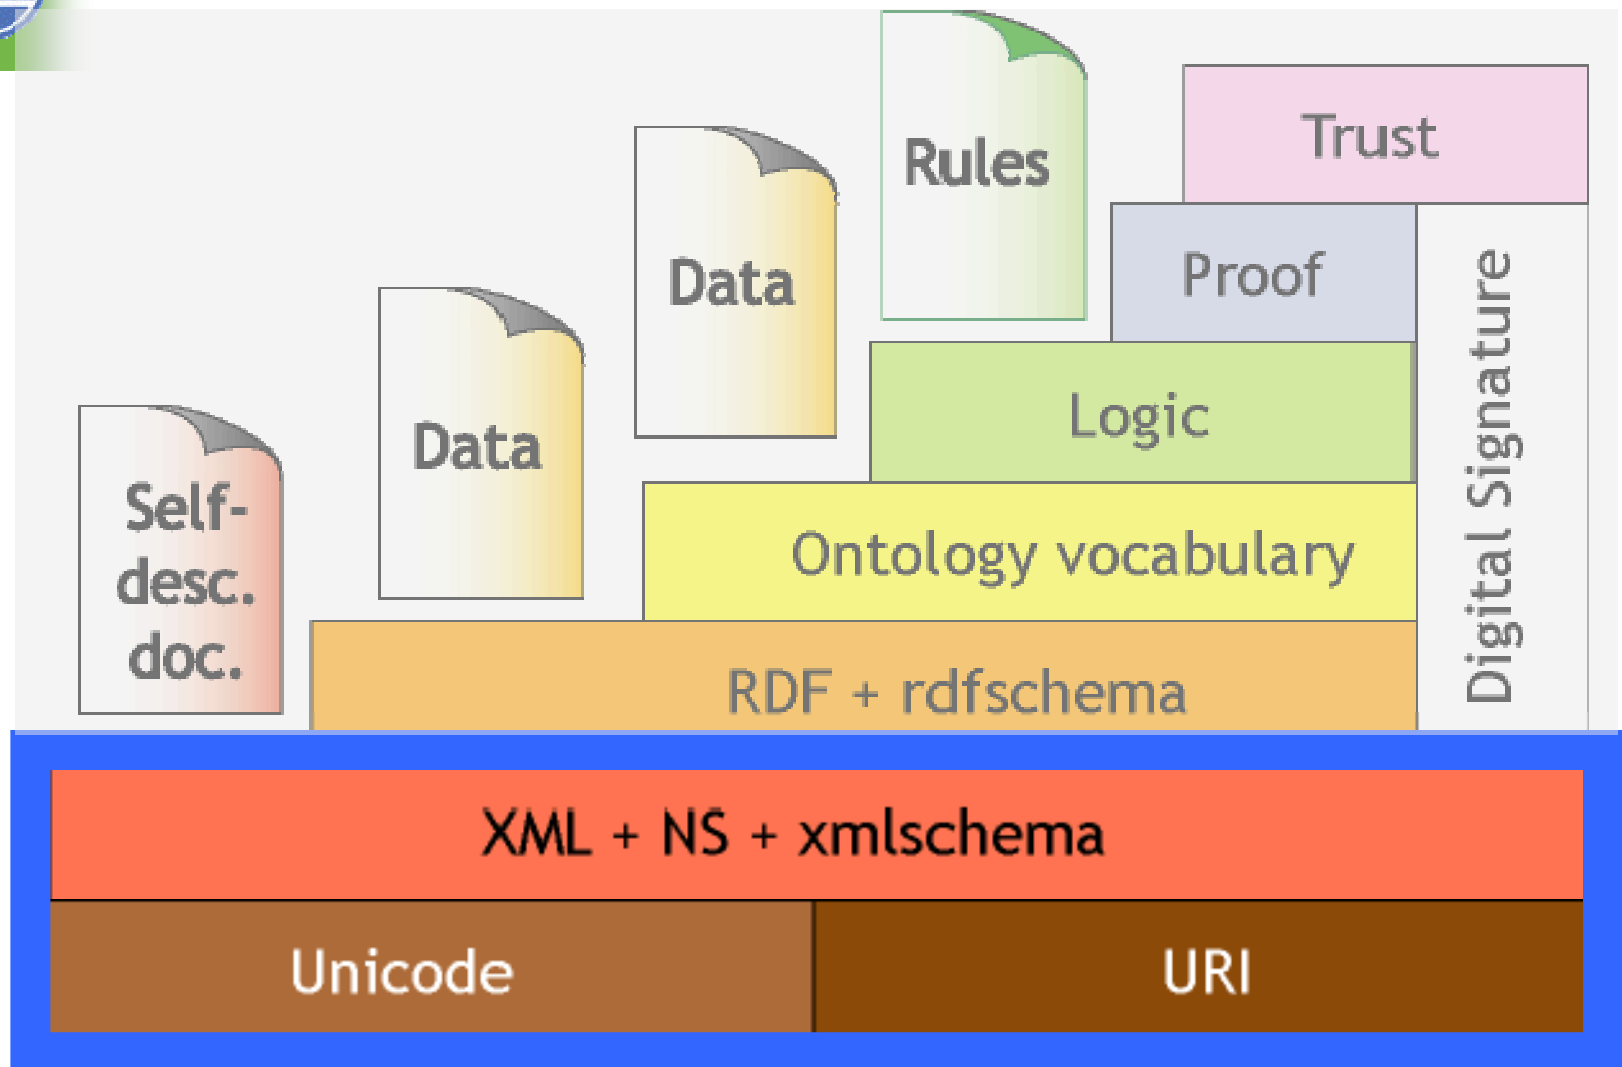 Rules
Trust
Data
Proof
Data
Logic
Digital Signature
Self-
desc.
doc.
Ontology vocabulary
RDF + rdfschema
XML + NS + xmlschema
Unicode
URI